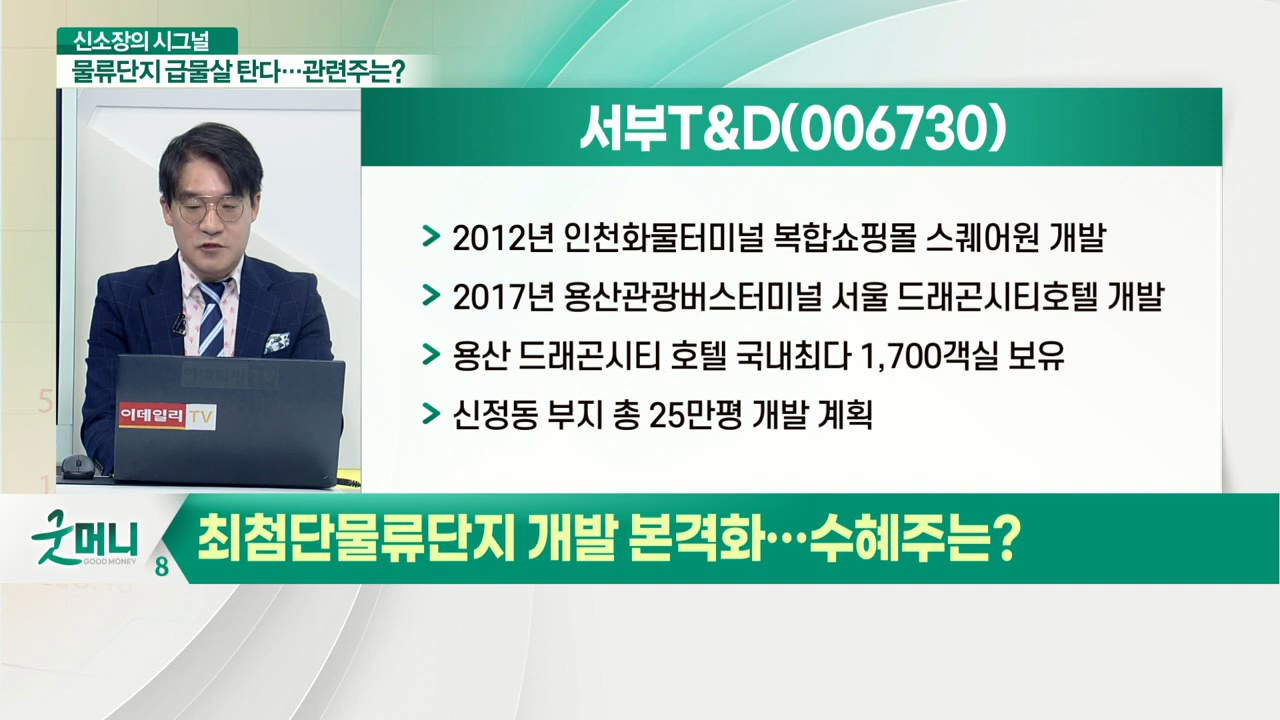 신소장의 시그널
물류단지 급물살 탄다…관련주는?
서부T&D(006730)
> 2012년 인천화물터미널 복합쇼핑몰 스퀘어원 개발
> 2017년 용산관광버스터미널 서울 드래곤시티호텔 개발
> 용산 드래곤시티 호텔 국내최다 1,700객실 보유
> 신정동 부지 총 25만평 개발 계획
이데일리 TV
이데일리 TV
굿머니
GOOD MONEY
8
최첨단물류단지 개발 본격화…수혜주는?